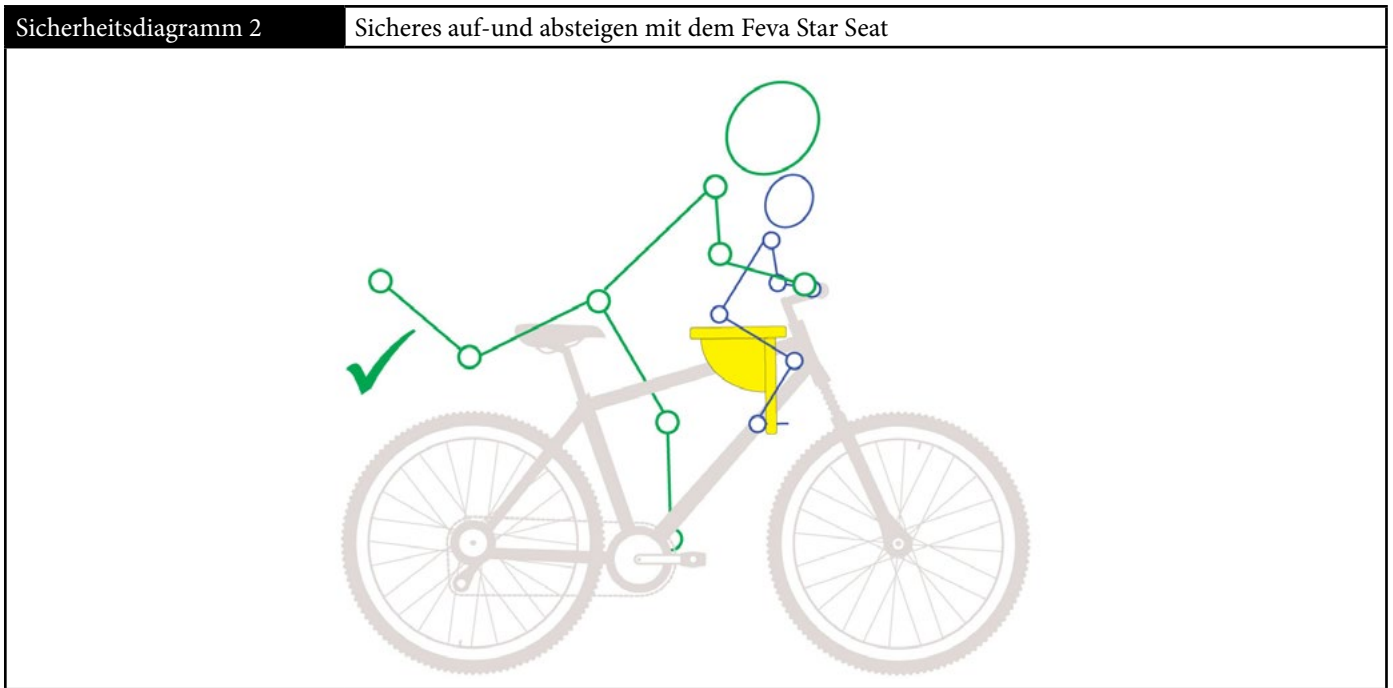 Sicherheitsdiagramm 2
Sicheres auf-und absteigen mit dem Feva Star Seat